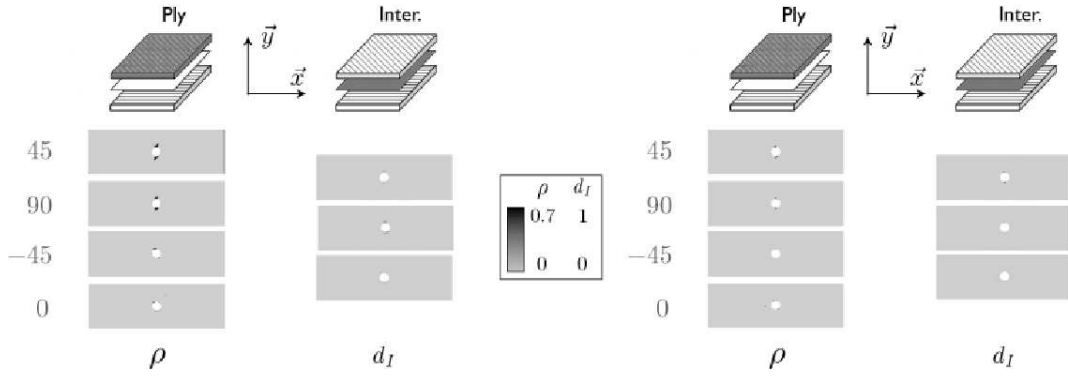 Ply Inter. Ply Inter.
y⃗ y⃗
x⃗ x⃗
45 45
ρ d_I
90 0.7 1 90
−45 −45
0 0
0 0
ρ d_I ρ d_I